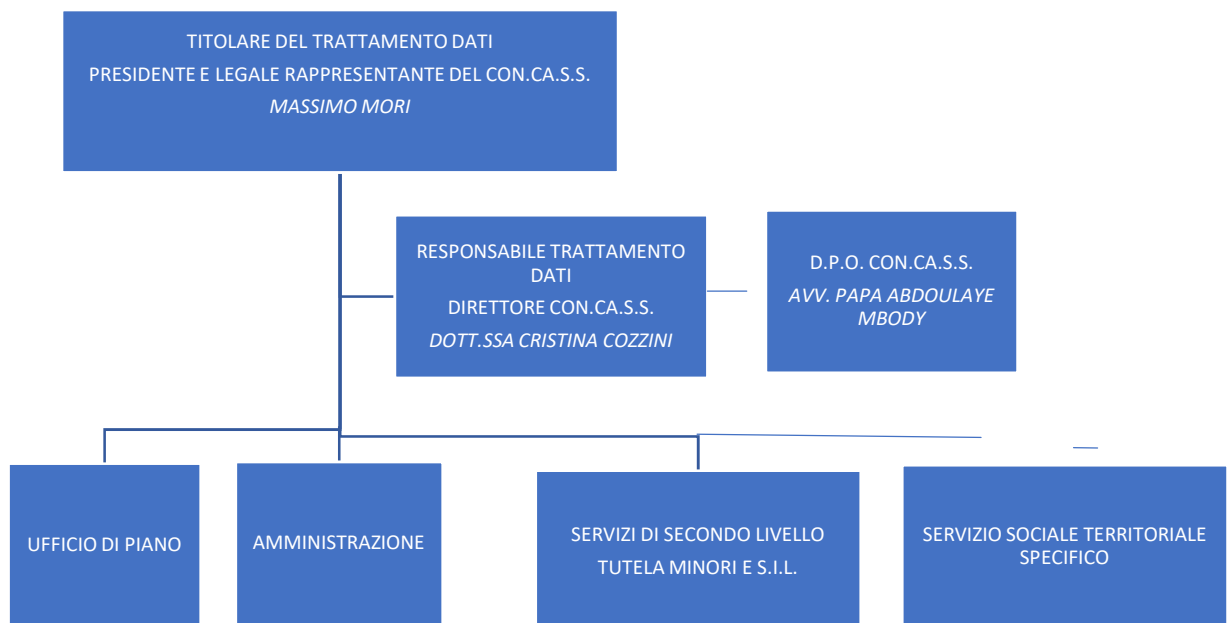 TITOLARE DEL TRATTAMENTO DATI
PRESIDENTE E LEGALE RAPPRESENTANTE DEL CON.CA.S.S.
MASSIMO MORI
RESPONSABILE TRATTAMENTO
DATI
DIRETTORE CON.CA.S.S.
DOTT.SSA CRISTINA COZZINI
D.P.O. CON.CA.S.S.
AVV. PAPA ABDOULAYE
MBODY
UFFICIO DI PIANO
AMMINISTRAZIONE
SERVIZI DI SECONDO LIVELLO
TUTELA MINORI E S.I.L.
SERVIZIO SOCIALE TERRITORIALE
SPECIFICO